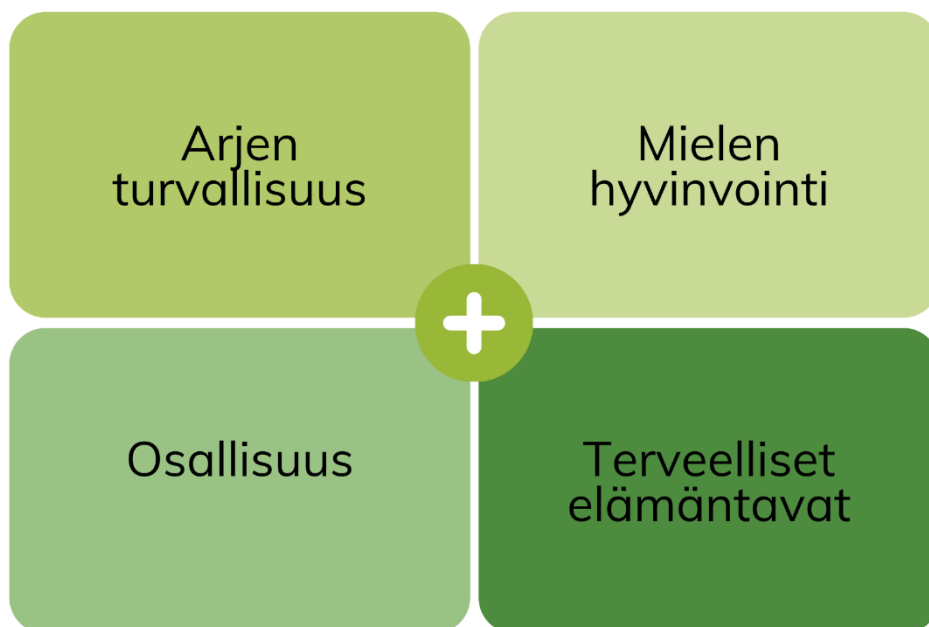 Arjen
turvallisuus
Mielen
hyvinvointi
Osallisuus
Terveelliset
elämäntavat